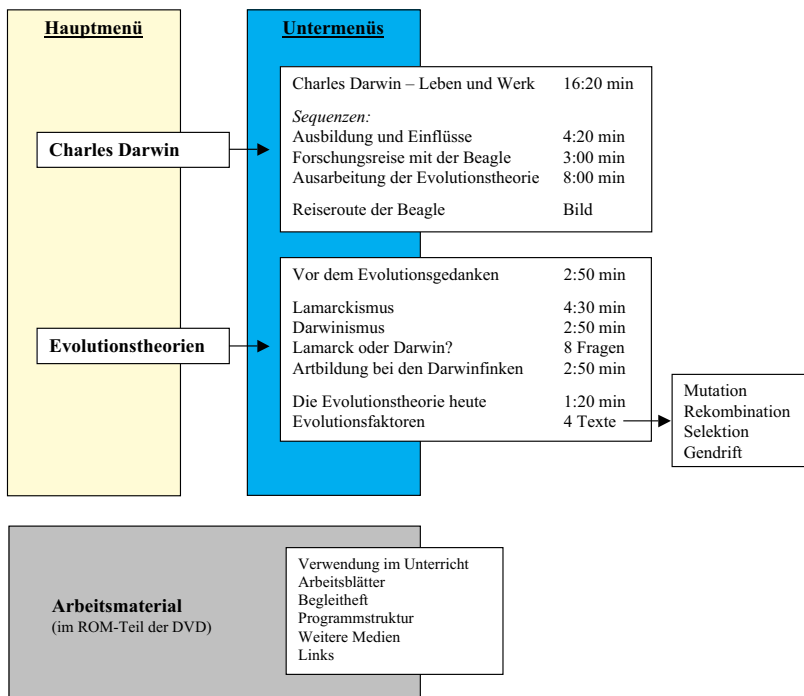 Hauptmenü
Untermenüs
Charles Darwin
Charles Darwin – Leben und Werk 16:20 min
Sequenzen:
Ausbildung und Einflüsse 4:20 min
Forschungsreise mit der Beagle 3:00 min
Ausarbeitung der Evolutionstheorie 8:00 min
Reiseroute der Beagle Bild
Evolutionstheorien
Vor dem Evolutionsgedanken 2:50 min
Lamarckismus 4:30 min
Darwinismus 2:50 min
Lamarck oder Darwin? 8 Fragen
Artbildung bei den Darwinfinken 2:50 min
Die Evolutionstheorie heute 1:20 min
Evolutionsfaktoren 4 Texte
Mutation
Rekombination
Selektion
Gendrift
Arbeitsmaterial
(im ROM-Teil der DVD)
Verwendung im Unterricht
Arbeitsblätter
Begleitheft
Programmstruktur
Weitere Medien
Links